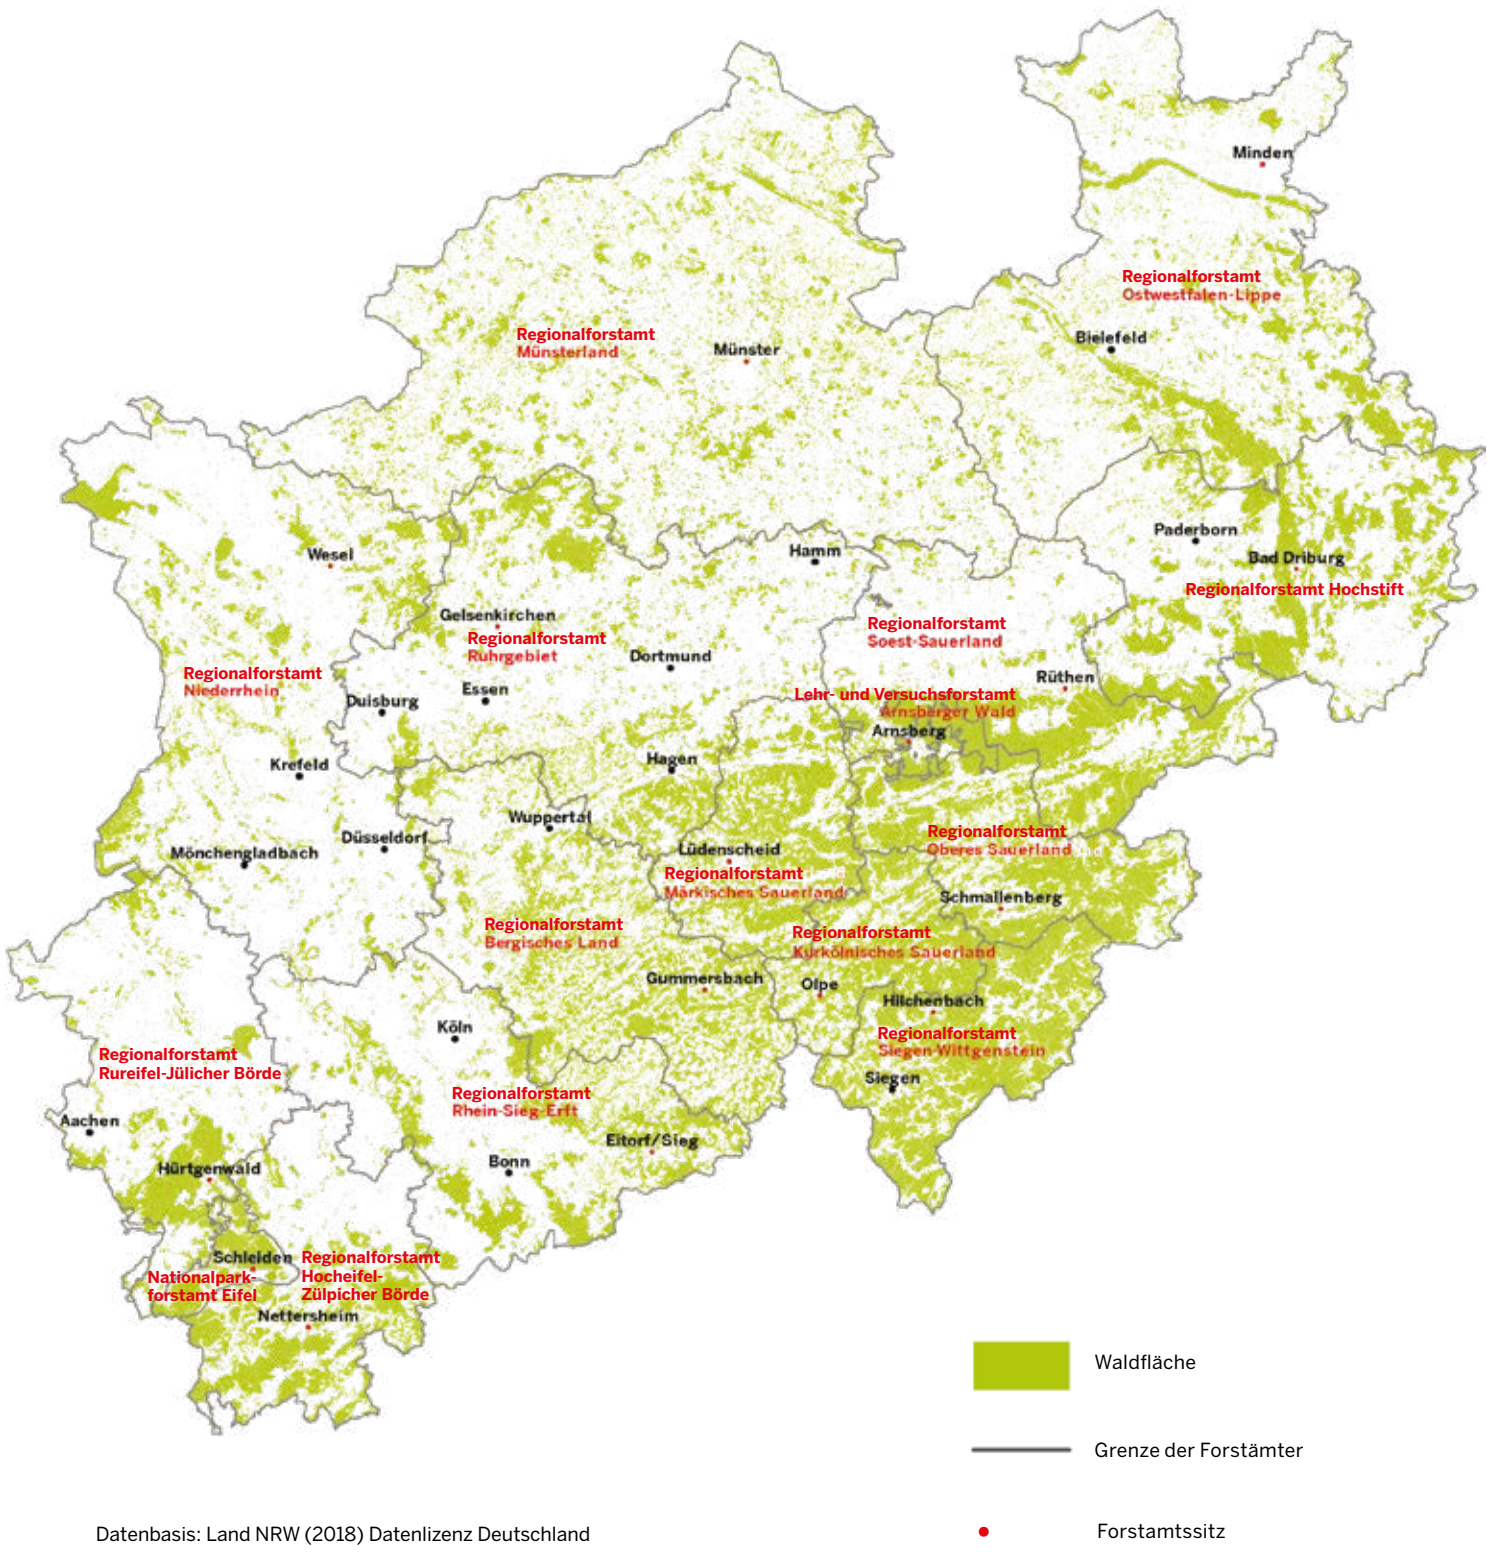 Minden
Regionalforstamt
Ostwestfalen-Lippe
Bielefeld
Regionalforstamt
Münsterland
Münster
Paderborn
Bad Driburg
Regionalforstamt Hochstift
Wesel
Hamm
Gelsenkirchen
Regionalforstamt
Ruhrgebiet
Dortmund
Essen
Duisburg
Regionalforstamt
Soest-Sauerland
Rüthen
Regionalforstamt
Niederrhein
Lehr- und Versuchsforstamt
Arnsberger Wald
Arnsberg
Krefeld
Hagen
Wuppertal
Düsseldorf
Mönchengladbach
Lüdenscheid
Regionalforstamt
Märkisches Sauerland
Regionalforstamt
Oberes Sauerland
Schmallenberg
Regionalforstamt
Bergisches Land
Regionalforstamt
Kurkölnisches Sauerland
Gummersbach
Olpe
Hilchenbach
Regionalforstamt
Siegen-Wittgenstein
Siegen
Köln
Regionalforstamt
Rureifel-Jülicher Börde
Regionalforstamt
Rhein-Sieg-Erft
Aachen
Eitorf/Sieg
Bonn
Hürtgenwald
Schleiden
Regionalforstamt
Hocheifel-
Zülpicher Börde
Nationalpark-
forstamt Eifel
Nettersheim
Waldfläche
Grenze der Forstämter
Forstamtssitz
Datenbasis: Land NRW (2018) Datenlizenz Deutschland